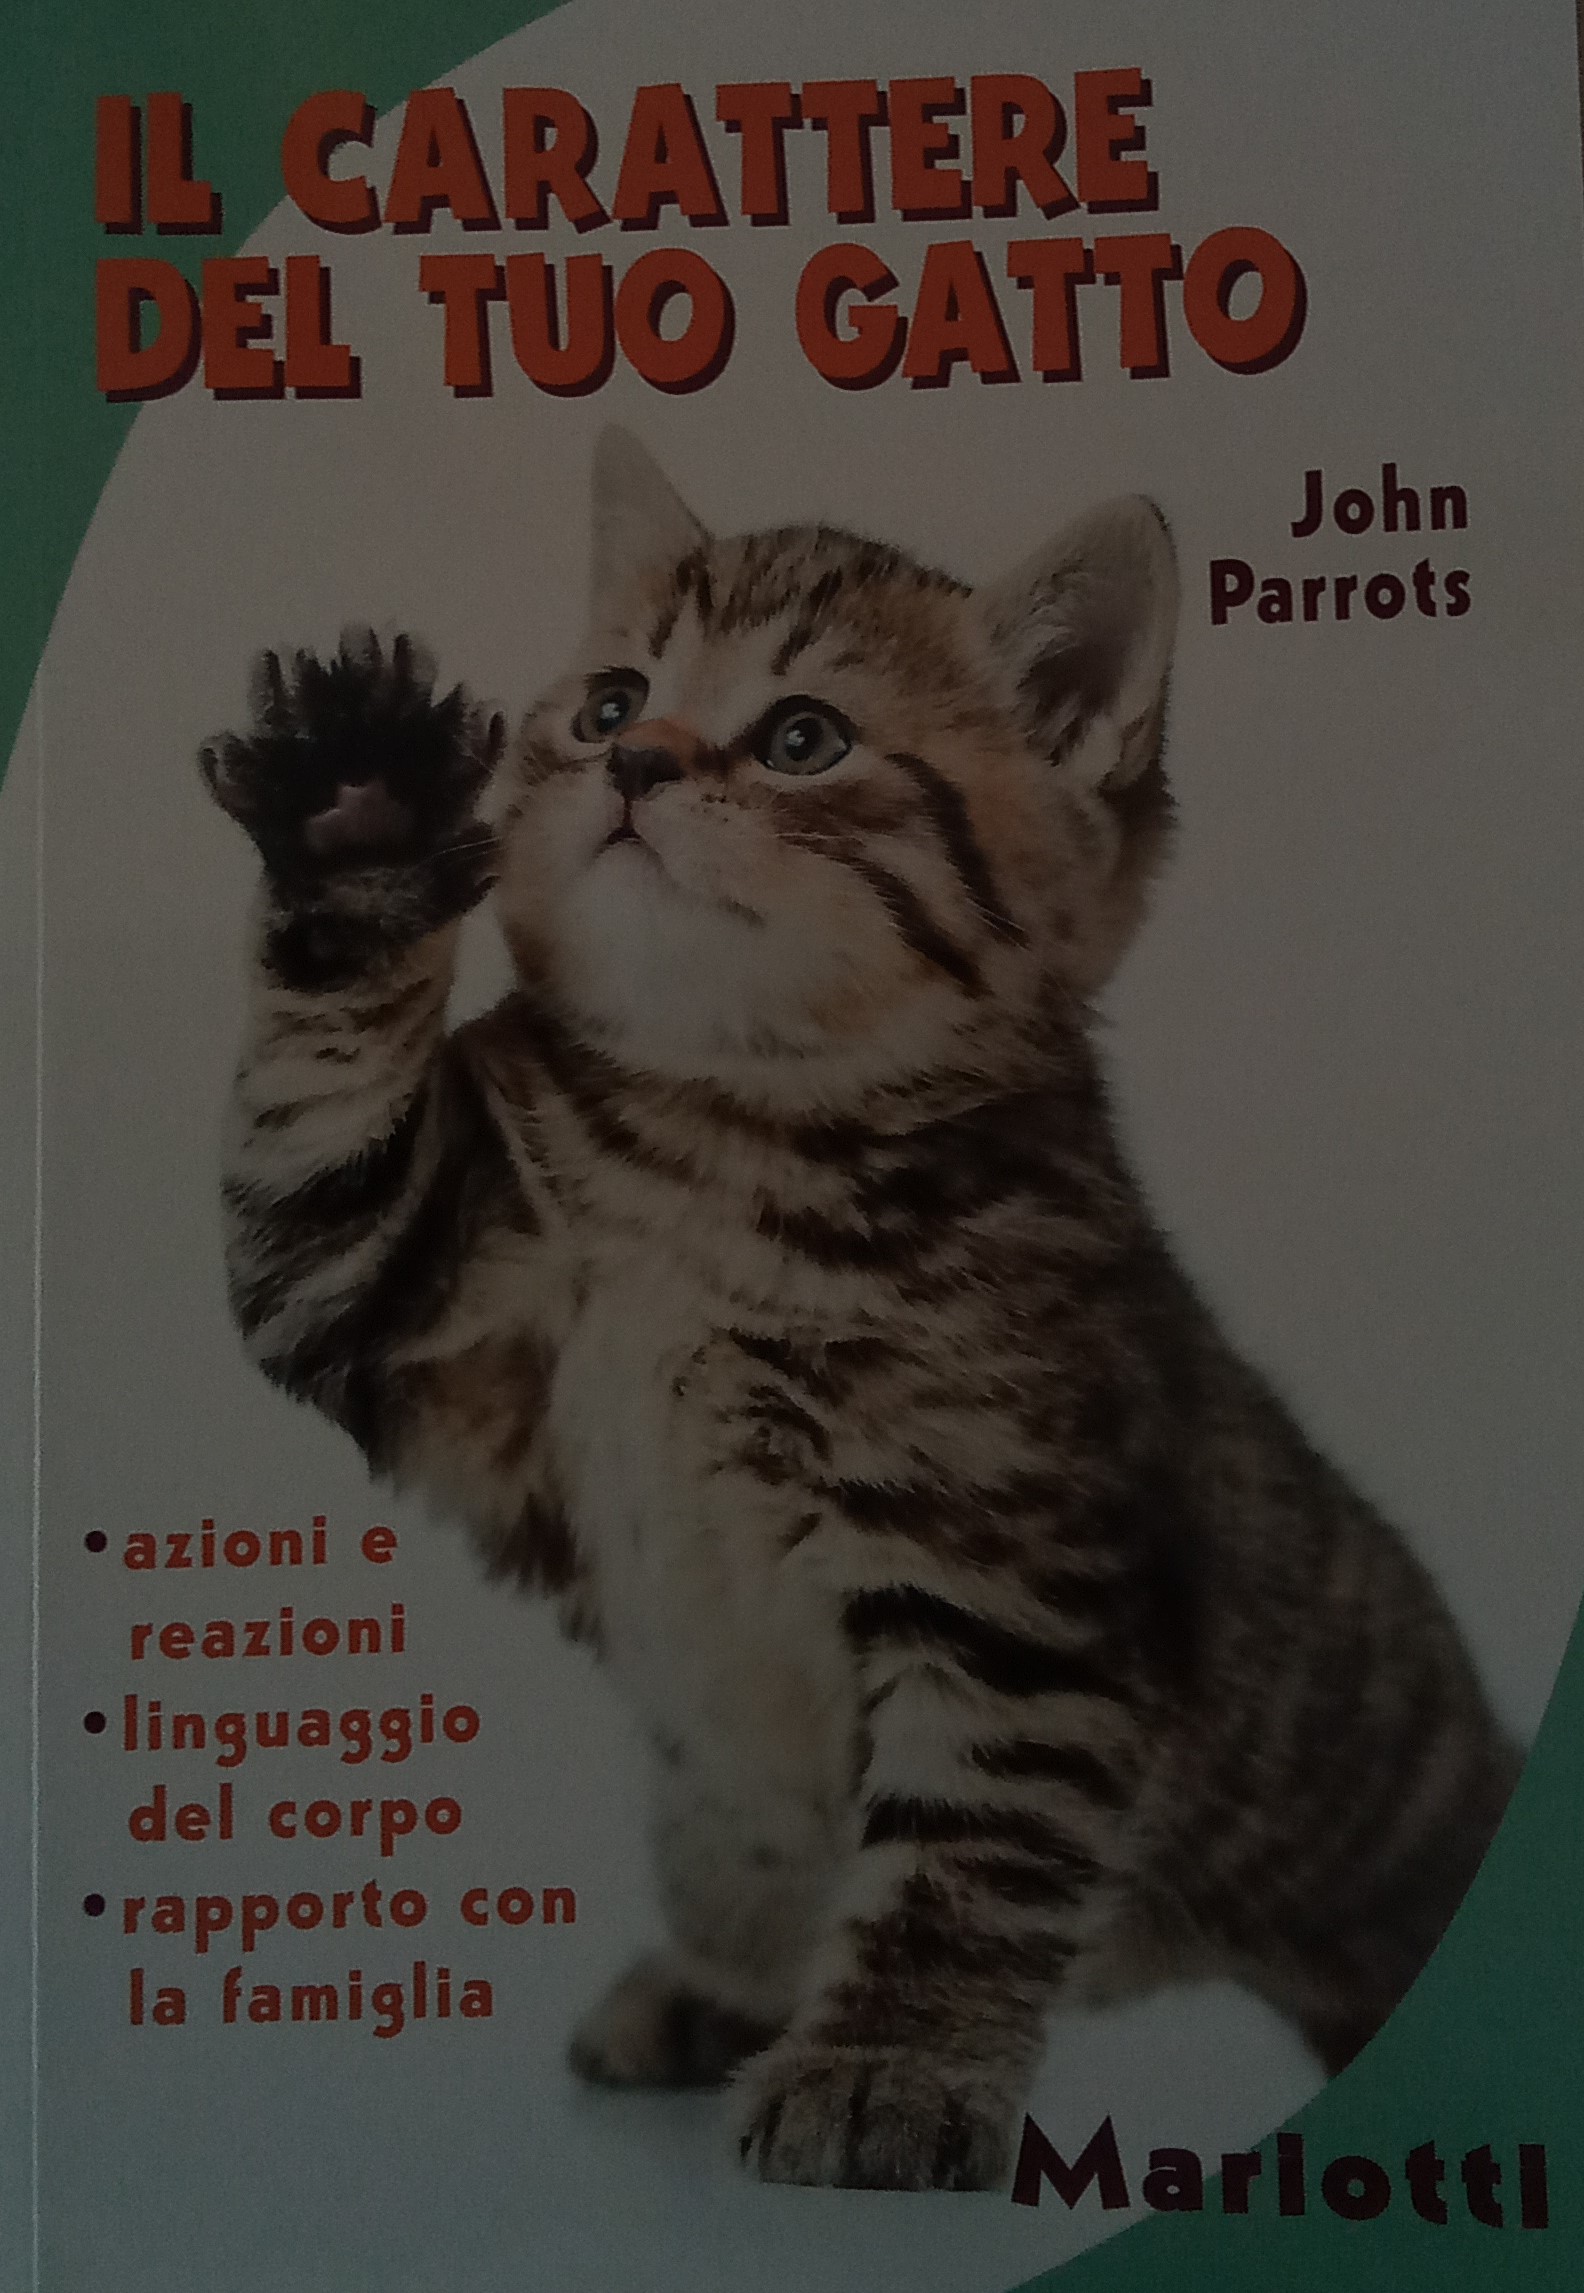 IL CARATTERE
DEL TUO GATTO
John
Parrots
• azioni e
reazioni
• linguaggio
del corpo
• rapporto con
la famiglia
Mariotti